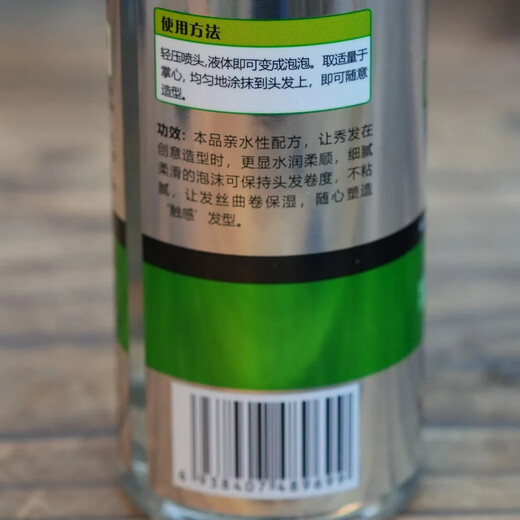 使用方法
轻压喷头,液体即可变成泡泡。取适量于
掌心,均匀地涂抹到头发上，即可随意
造型。
功效：本品亲水性配方，让秀发在
创意造型时，更显水润柔顺，细腻
柔滑的泡沫可保持头发卷度，不粘
腻，让发丝曲卷保湿，随心塑造
‘触感’发型。